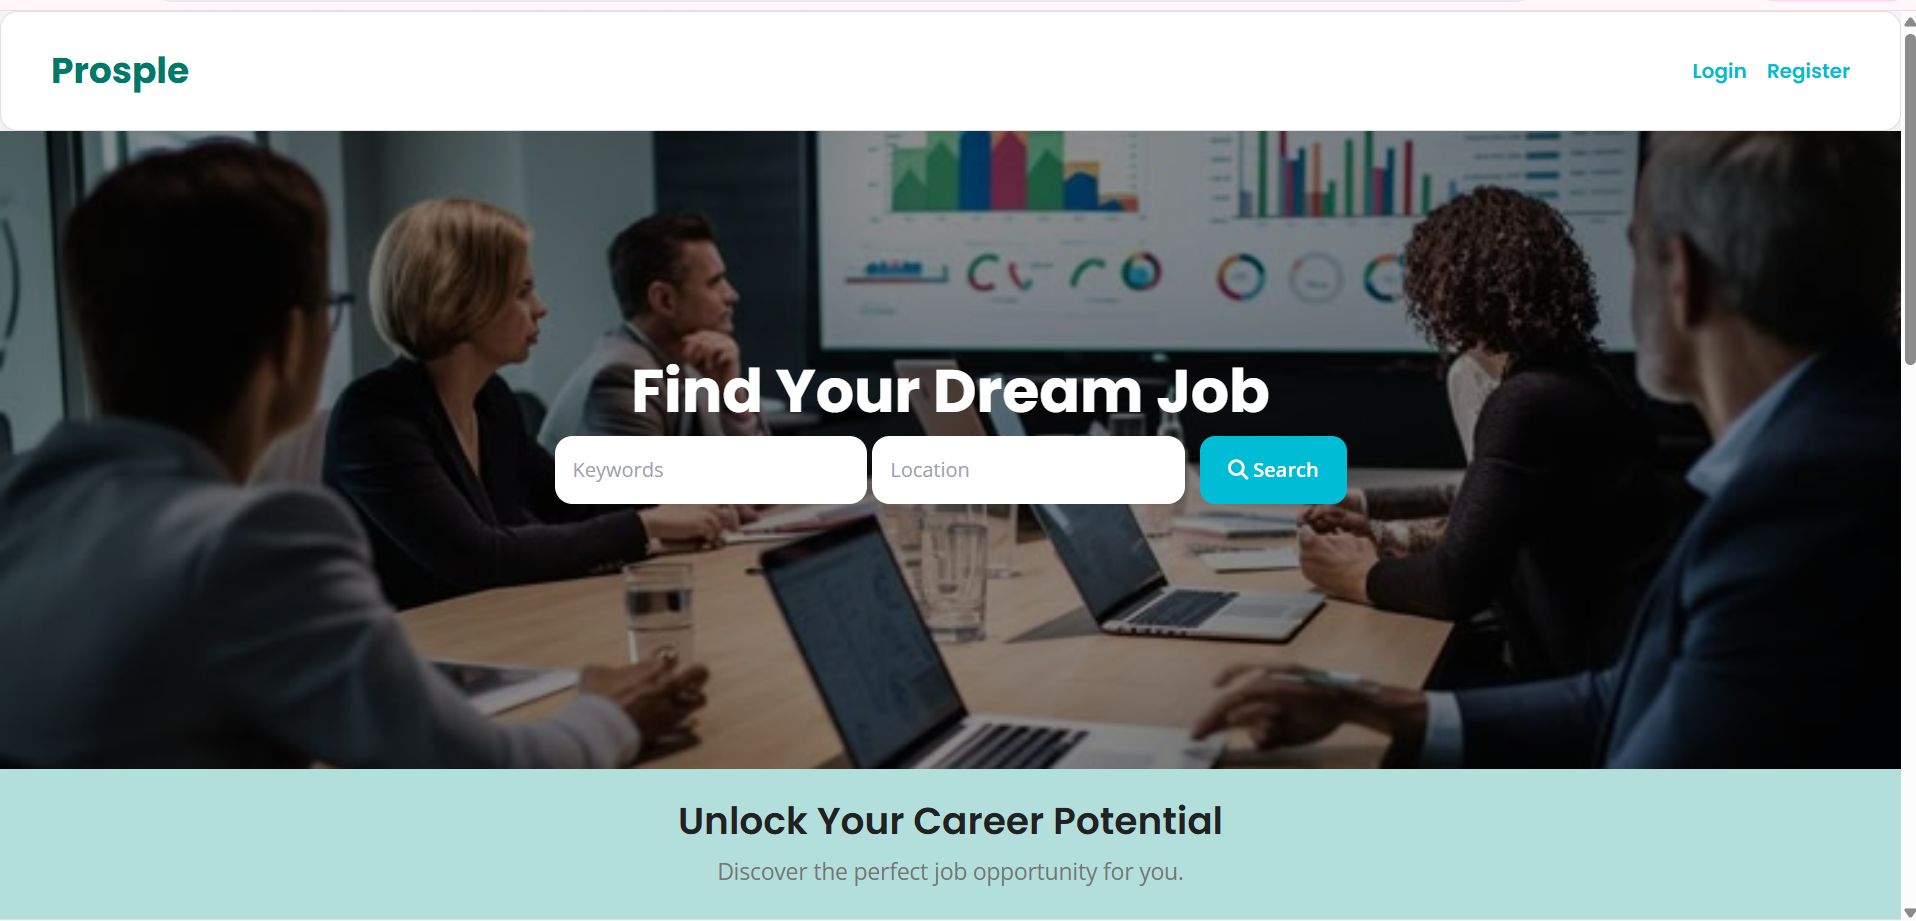 Prosple
Login Register
Find Your Dream Job
Keywords Location Search
Unlock Your Career Potential
Discover the perfect job opportunity for you.